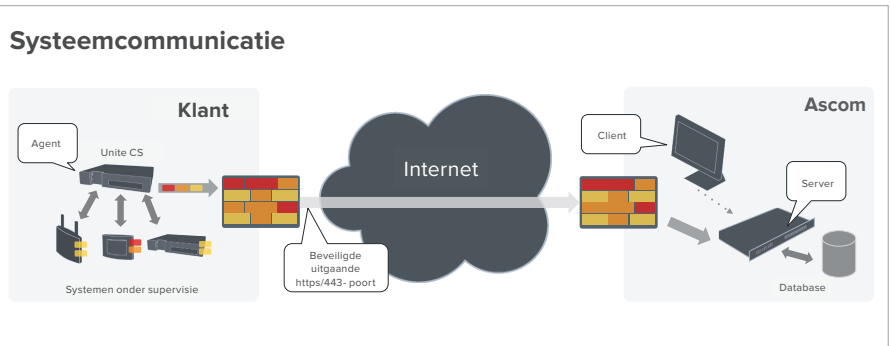 Systeemcommunicatie
Klant
Agent
Unite CS
Systemen onder supervisie
Internet
Beveiligde
uitgaande
https/443- poort
Ascom
Client
Server
Database